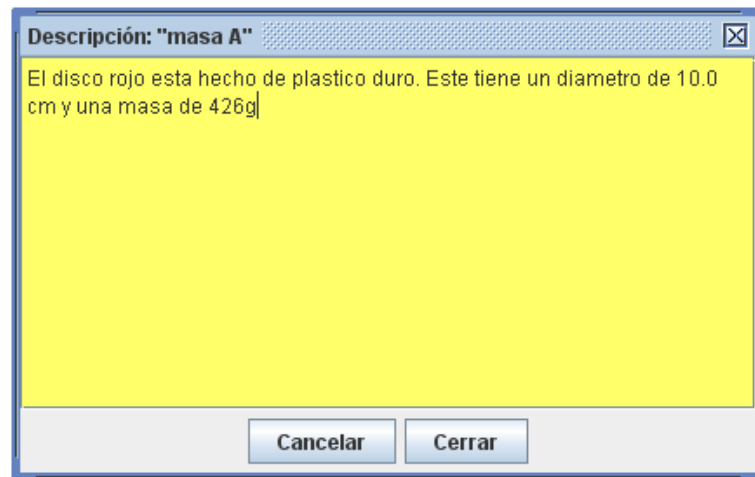 Descripción: "masa A"
El disco rojo esta hecho de plastico duro. Este tiene un diametro de 10.0
cm y una masa de 426g
Cancelar
Cerrar